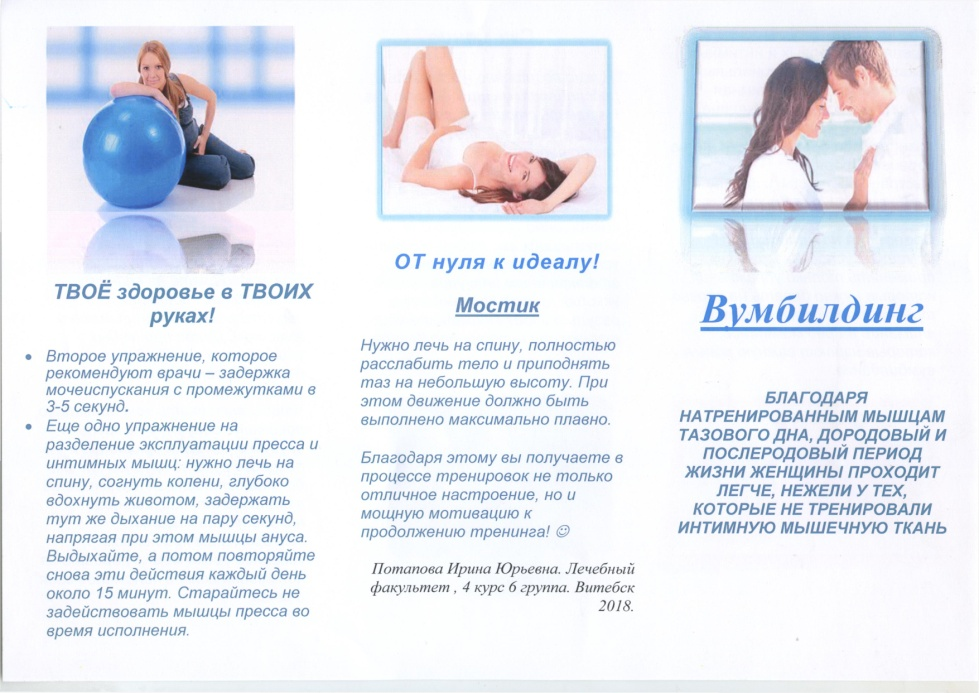 ТВОЁ здоровье в ТВОИХ
руках!
• Второе упражнение, которое
рекомендуют врачи – задержка
мочеиспускания с промежутками в
3-5 секунд.
• Еще одно упражнение на
разделение эксплуатации пресса и
интимных мышц: нужно лечь на
спину, согнуть колени, глубоко
вдохнуть животом, задержать
тут же дыхание на пару секунд,
напрягая при этом мышцы ануса.
Выдыхайте, а потом повторяйте
снова эти действия каждый день
около 15 минут. Старайтесь не
задействовать мышцы пресса во
время исполнения.
ОТ нуля к идеалу!
Мостик
Нужно лечь на спину, полностью
расслабить тело и приподнять
таз на небольшую высоту. При
этом движение должно быть
выполнено максимально плавно.
Благодаря этому вы получаете в
процессе тренировок не только
отличное настроение, но и
мощную мотивацию к
продолжению тренинга! ☺
Потапова Ирина Юрьевна. Лечебный
факультет , 4 курс 6 группа. Витебск
2018.
Вумбилдинг
БЛАГОДАРЯ
НАТРЕНИРОВАННЫМ МЫШЦАМ
ТАЗОВОГО ДНА, ДОРОДОВЫЙ И
ПОСЛЕРОДОВЫЙ ПЕРИОД
ЖИЗНИ ЖЕНЩИНЫ ПРОХОДИТ
ЛЕГЧЕ, НЕЖЕЛИ У ТЕХ,
КОТОРЫЕ НЕ ТРЕНИРОВАЛИ
ИНТИМНУЮ МЫШЕЧНУЮ ТКАНЬ